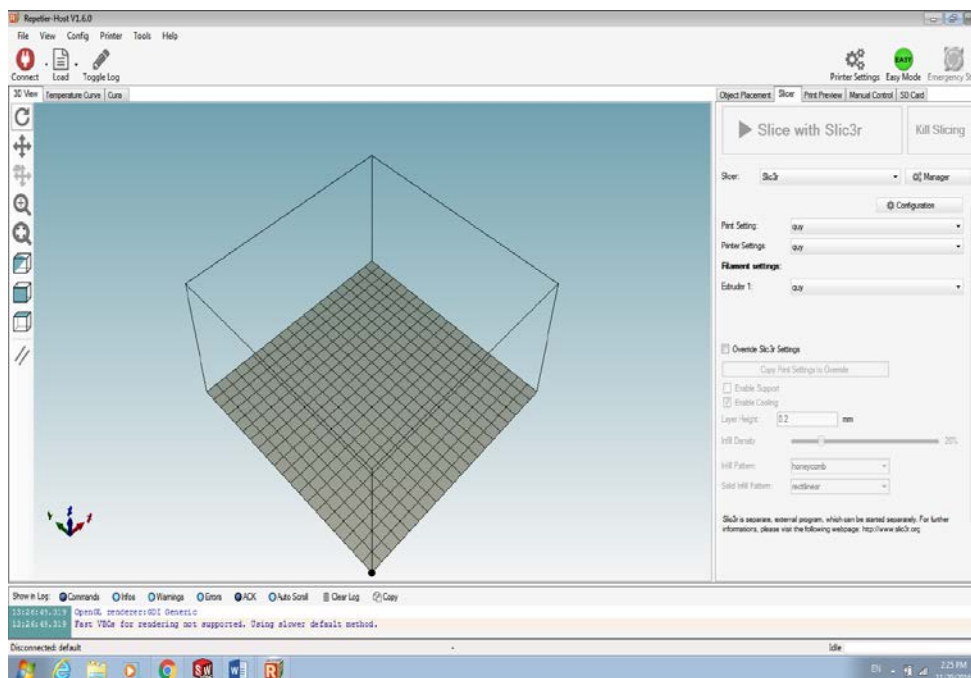 Repetier-Host V1.6.0
File View Config Printer Tools Help
Connect Load Toggle Log Printer Settings Easy Mode Emergency St
EASY
3D View Temperature Curve Cura
Object Placement Slicer Print Preview Manual Control SD Card
Slice with Slic3r Kill Slicing
Slicer: Slic3r Manager
Configuration
Print Setting: quy
Printer Settings: quy
Filament settings:
Extruder 1: quy
Override Slic3r Settings
Copy Print Settings to Override
Enable Support
Enable Cooling
Layer Height: 0.2 mm
Infill Density 20%
Infill Pattern: honeycomb
Solid Infill Pattern: rectilinear
Slic3r is separate, external program, which can be started separately. For further
informations, please visit the following webpage: http://www.slic3r.org
Show in Log: Commands Infos Warnings Errors ACK Auto Scroll Clear Log Copy
13:26:45.319 OpenGL renderer:GDI Generic
13:26:45.319 Fast VBOs for rendering not supported. Using slower default method.
Disconnected: default - Idle
EN 2:25 PM